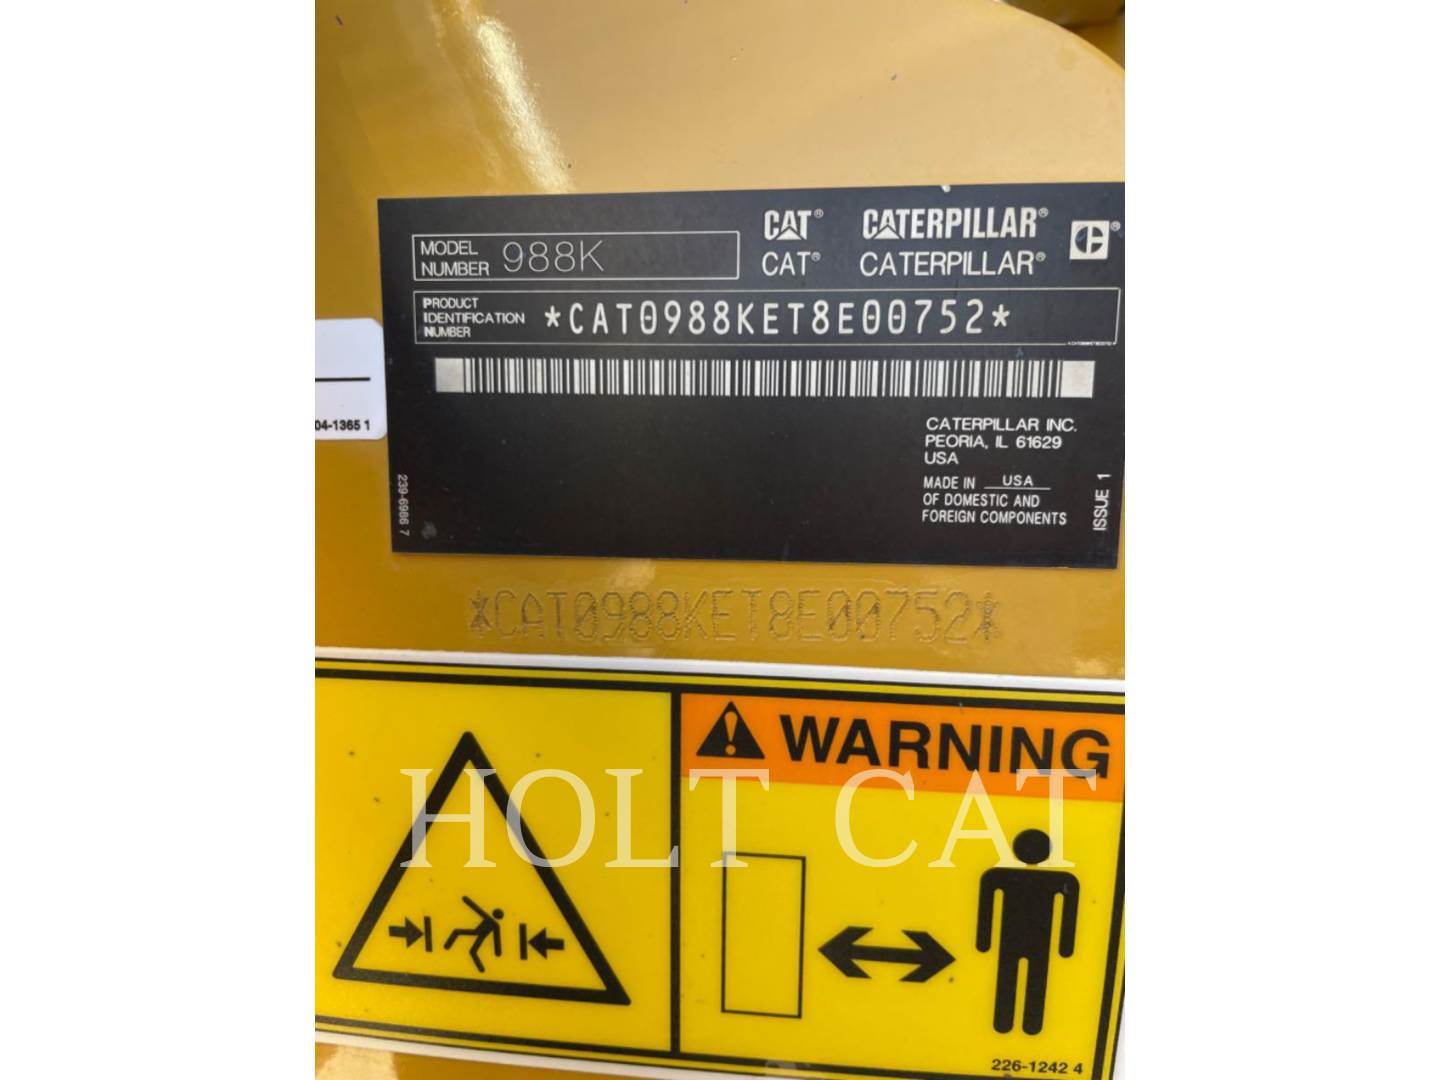 MODEL
NUMBER 988K
CAT® CATERPILLAR® ®
CAT® CATERPILLAR®
PRODUCT
IDENTIFICATION
NUMBER
*CAT0988KET8E00752*
CATERPILLAR INC.
PEORIA, IL 61629
USA
MADE IN USA
OF DOMESTIC AND
FOREIGN COMPONENTS
ISSUE 1
239-6986 7
04-1365 1
*CAT0988KET8E00752*
WARNING
HOLT CAT
226-1242 4